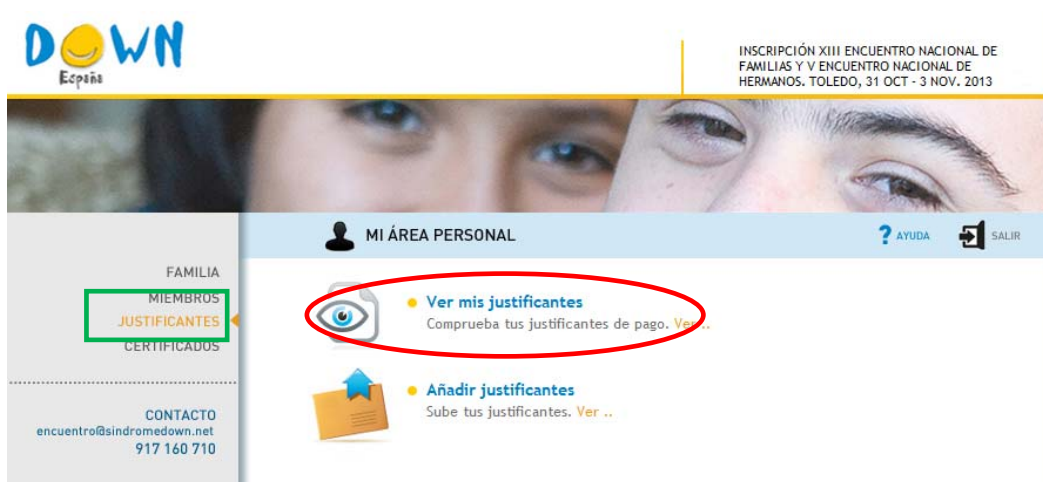 DOWN
España
INSCRIPCIÓN XIII ENCUENTRO NACIONAL DE
FAMILIAS Y V ENCUENTRO NACIONAL DE
HERMANOS. TOLEDO, 31 OCT - 3 NOV. 2013
MI ÁREA PERSONAL
? AYUDA
SALIR
FAMILIA
MIEMBROS
JUSTIFICANTES
CERTIFICADOS
CONTACTO
encuentro@sindromedown.net
917 160 710
Ver mis justificantes
Comprueba tus justificantes de pago. Ver ..
Añadir justificantes
Sube tus justificantes. Ver ..